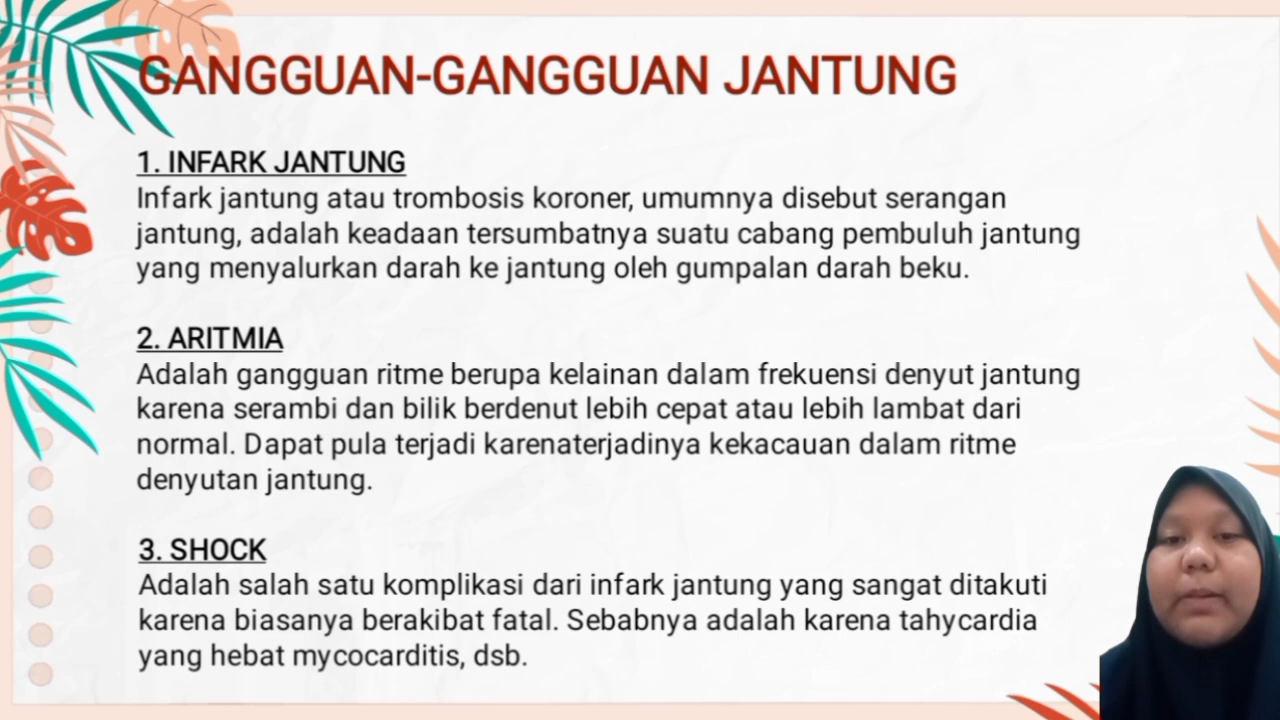 GANGGUAN-GANGGUAN JANTUNG
1. INFARK JANTUNG
Infark jantung atau trombosis koroner, umumnya disebut serangan
jantung, adalah keadaan tersumbatnya suatu cabang pembuluh jantung
yang menyalurkan darah ke jantung oleh gumpalan darah beku.
2. ARITMIA
Adalah gangguan ritme berupa kelainan dalam frekuensi denyut jantung
karena serambi dan bilik berdenut lebih cepat atau lebih lambat dari
normal. Dapat pula terjadi karenaterjadinya kekacauan dalam ritme
denyutan jantung.
3. SHOCK
Adalah salah satu komplikasi dari infark jantung yang sangat ditakuti
karena biasanya berakibat fatal. Sebabnya adalah karena tahycardia
yang hebat mycocarditis, dsb.